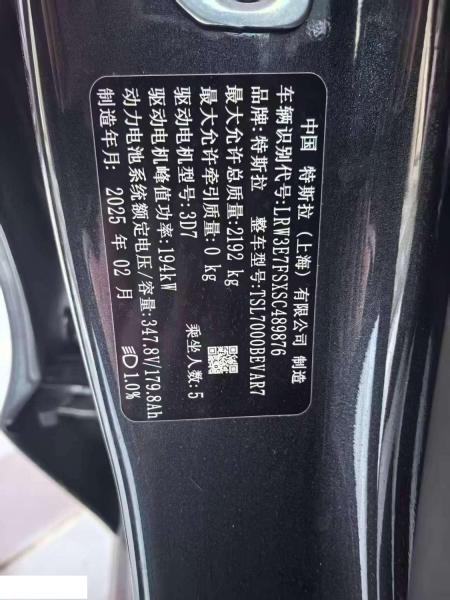 中国 特斯拉(上海)有限公司 制造
车辆识别代号:LRW3E7FSXSC489876
品牌:特斯拉 整车型号:TSL7000BEVAR7
最大允许总质量:2192 kg
最大允许牵引质量:0 kg 乘坐人数:5
驱动电机型号:3D7
驱动电机峰值功率:194kW
动力电池系统额定电压/容量:347.8V/179.8Ah
制造年月: 2025 年 02 月 1.0%